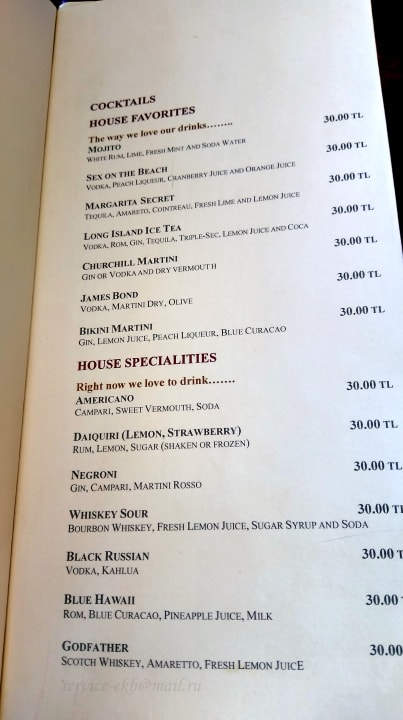 COCKTAILS
HOUSE FAVORITES
The way we love our drinks........
MOJITO 30.00 TL
WHITE RUM, LIME, FRESH MINT AND SODA WATER
SEX ON THE BEACH 30.00 TL
VODKA, PEACH LIQUEUR, CRANBERRY JUICE AND ORANGE JUICE
MARGARITA SECRET 30.00 TL
TEQUILA, AMARETO, COINTREAU, FRESH LIME AND LEMON JUICE
LONG ISLAND ICE TEA 30.00 TL
VODKA, ROM, GIN, TEQUILA, TRIPLE-SEC, LEMON JUICE AND COCA
CHURCHILL MARTINI 30.00 TL
GIN OR VODKA AND DRY VERMOUTH
JAMES BOND 30.00 TL
VODKA, MARTINI DRY, OLIVE
BIKINI MARTINI 30.00 TL
GIN, LEMON JUICE, PEACH LIQUEUR, BLUE CURACAO
HOUSE SPECIALITIES
Right now we love to drink.......
AMERICANO 30.00 TL
CAMPARI, SWEET VERMOUTH, SODA
DAIQUIRI (LEMON, STRAWBERRY) 30.00 TL
RUM, LEMON, SUGAR (SHAKEN OR FROZEN)
NEGRONI 30.00 TL
GIN, CAMPARI, MARTINI ROSSO
WHISKEY SOUR 30.00 TI
BOURBON WHISKEY, FRESH LEMON JUICE, SUGAR SYRUP AND SODA
BLACK RUSSIAN 30.00 T
VODKA, KAHLUA
BLUE HAWAII 30.00
ROM, BLUE CURACAO, PINEAPPLE JUICE, MILK
GODFATHER 30.00
SCOTCH WHISKEY, AMARETTO, FRESH LEMON JUICE
service-ekb@mail.ru